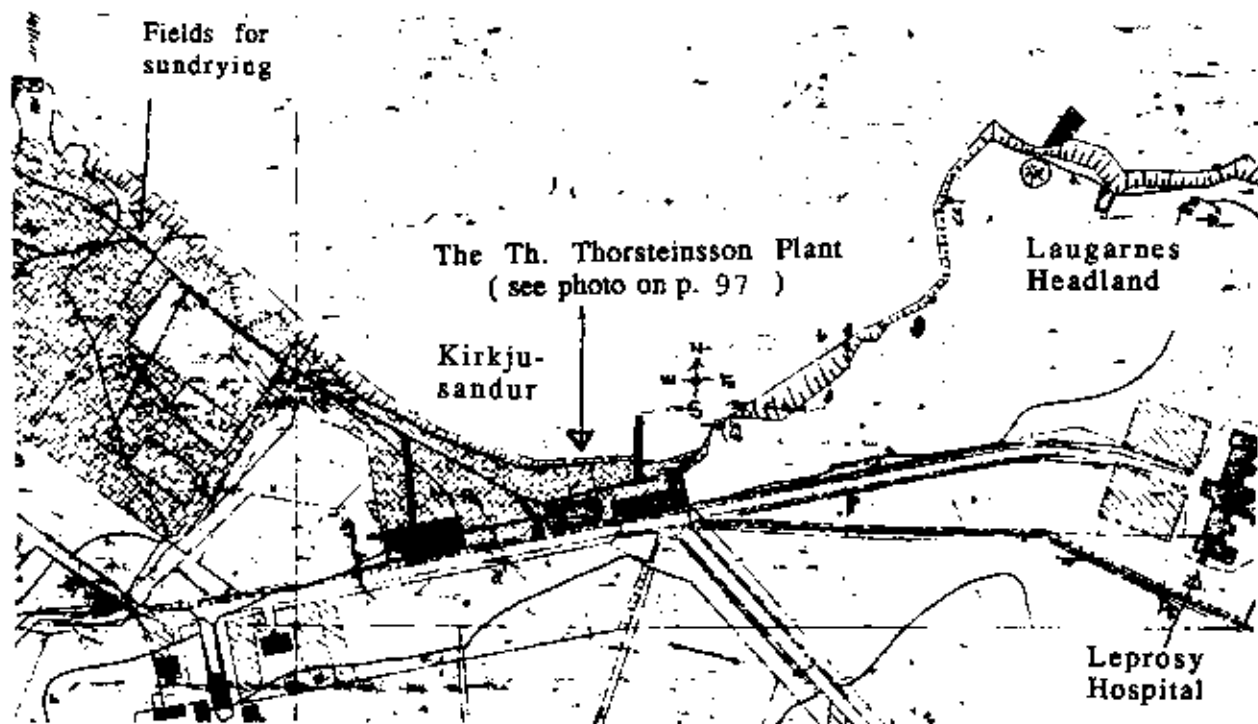 Fields for
sundrying
The Th. Thorsteinsson Plant
( see photo on p. 97 )
Laugarnes
Headland
Kirkju-
sandur
N
S
Leprosy
Hospital